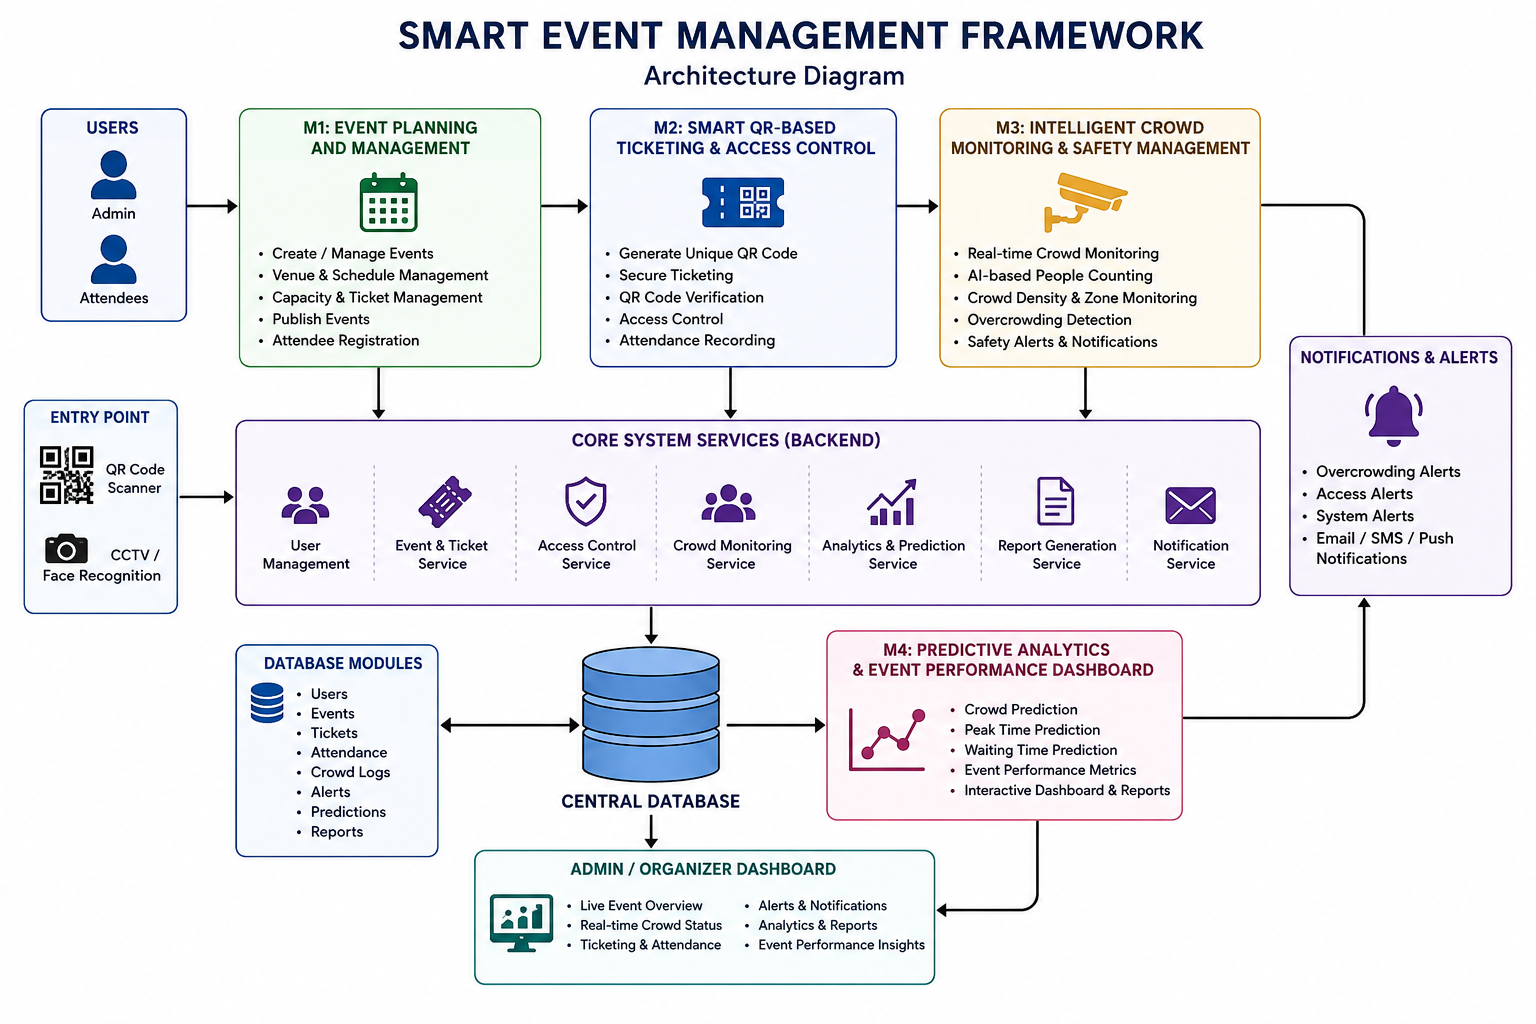 SMART EVENT MANAGEMENT FRAMEWORK
Architecture Diagram
USERS
Admin
Attendees
M1: EVENT PLANNING
AND MANAGEMENT
• Create / Manage Events
• Venue & Schedule Management
• Capacity & Ticket Management
• Publish Events
• Attendee Registration
M2: SMART QR-BASED
TICKETING & ACCESS CONTROL
• Generate Unique QR Code
• Secure Ticketing
• QR Code Verification
• Access Control
• Attendance Recording
M3: INTELLIGENT CROWD
MONITORING & SAFETY MANAGEMENT
• Real-time Crowd Monitoring
• AI-based People Counting
• Crowd Density & Zone Monitoring
• Overcrowding Detection
• Safety Alerts & Notifications
NOTIFICATIONS & ALERTS
• Overcrowding Alerts
• Access Alerts
• System Alerts
• Email / SMS / Push
Notifications
ENTRY POINT
QR Code
Scanner
CCTV /
Face Recognition
CORE SYSTEM SERVICES (BACKEND)
User
Management
Event & Ticket
Service
Access Control
Service
Crowd Monitoring
Service
Analytics & Prediction
Service
Report Generation
Service
Notification
Service
DATABASE MODULES
• Users
• Events
• Tickets
• Attendance
• Crowd Logs
• Alerts
• Predictions
• Reports
CENTRAL DATABASE
M4: PREDICTIVE ANALYTICS
& EVENT PERFORMANCE DASHBOARD
• Crowd Prediction
• Peak Time Prediction
• Waiting Time Prediction
• Event Performance Metrics
• Interactive Dashboard & Reports
ADMIN / ORGANIZER DASHBOARD
• Live Event Overview
• Real-time Crowd Status
• Ticketing & Attendance
• Alerts & Notifications
• Analytics & Reports
• Event Performance Insights